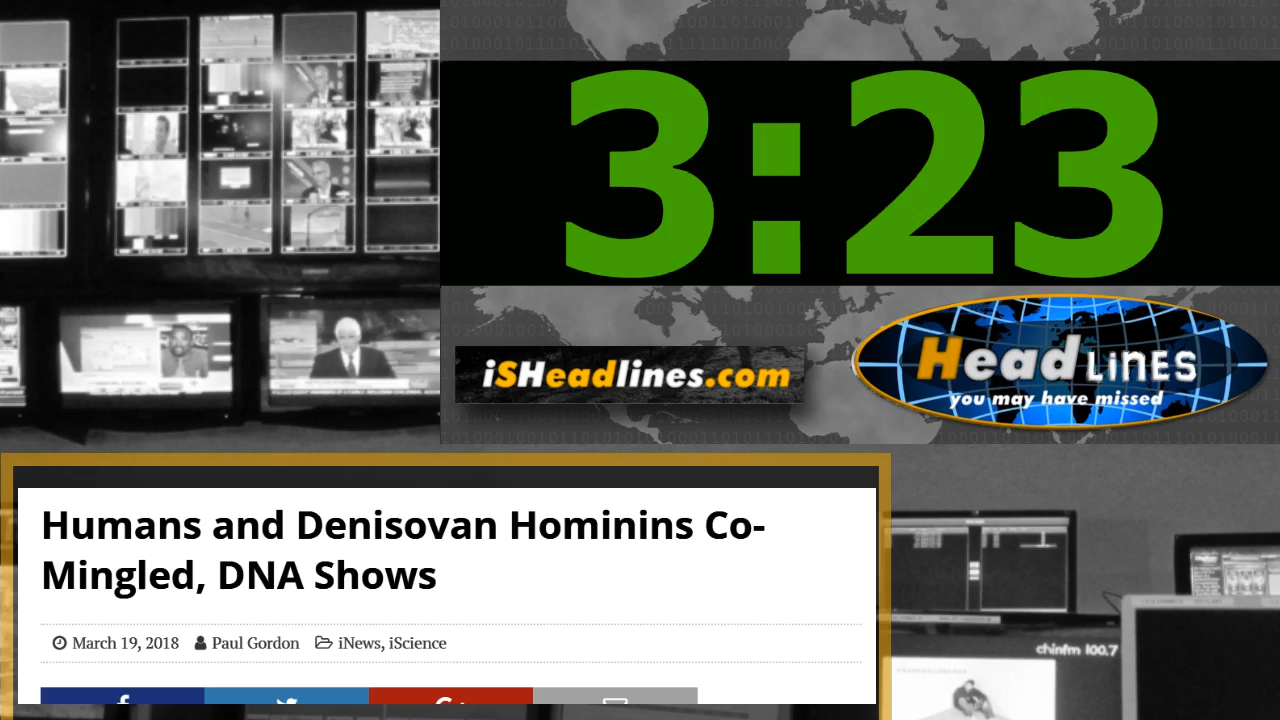 3:23
iSHeadlines.com
HeadLINES
you may have missed
Humans and Denisovan Hominins Co-
Mingled, DNA Shows
March 19, 2018 Paul Gordon iNews, iScience
chinfm 100.7